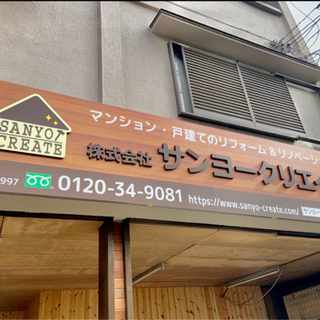 SANYO
CREATE
マンション・戸建てのリフォーム＆リノベーシ
株式会社 サンヨークリエ
997 0120-34-9081 https://www.sanyo-create.com/